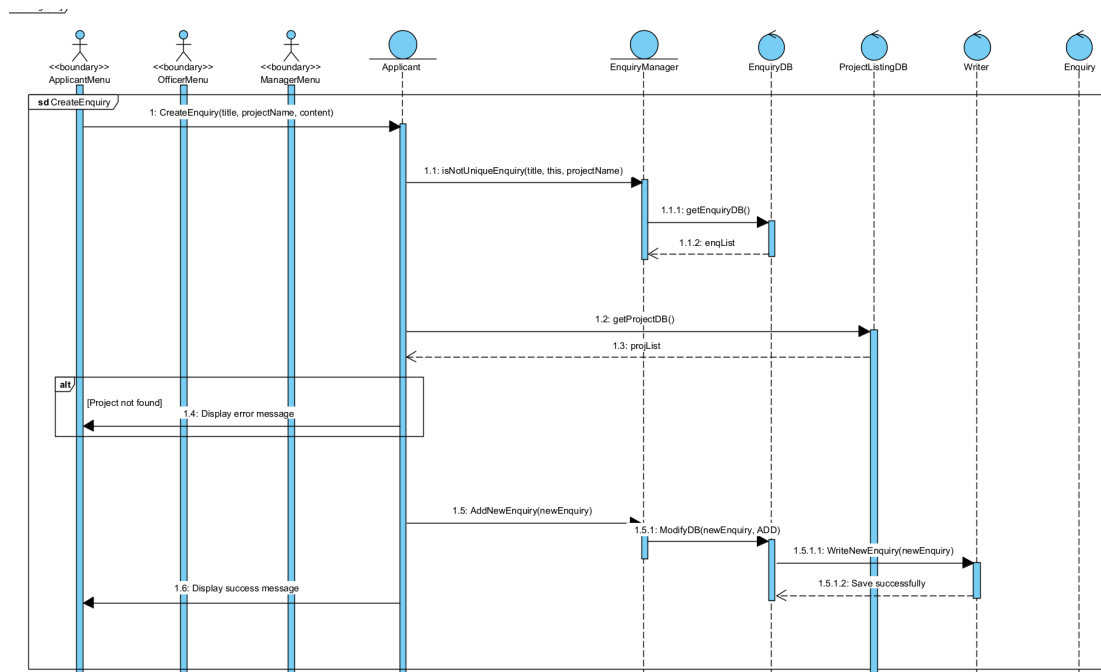 <<boundary>>
ApplicantMenu
<<boundary>>
OfficerMenu
<<boundary>>
ManagerMenu
Applicant
EnquiryManager
EnquiryDB
ProjectListingDB
Writer
Enquiry
sd CreateEnquiry
1: CreateEnquiry(title, projectName, content)
1.1: isNotUniqueEnquiry(title, this, projectName)
1.1.1: getEnquiryDB()
1.1.2: enqList
1.2: getProjectDB()
1.3: projList
alt
[Project not found]
1.4: Display error message
1.5: AddNewEnquiry(newEnquiry)
1.5.1: ModifyDB(newEnquiry, ADD)
1.5.1.1: WriteNewEnquiry(newEnquiry)
1.5.1.2: Save successfully
1.6: Display success message